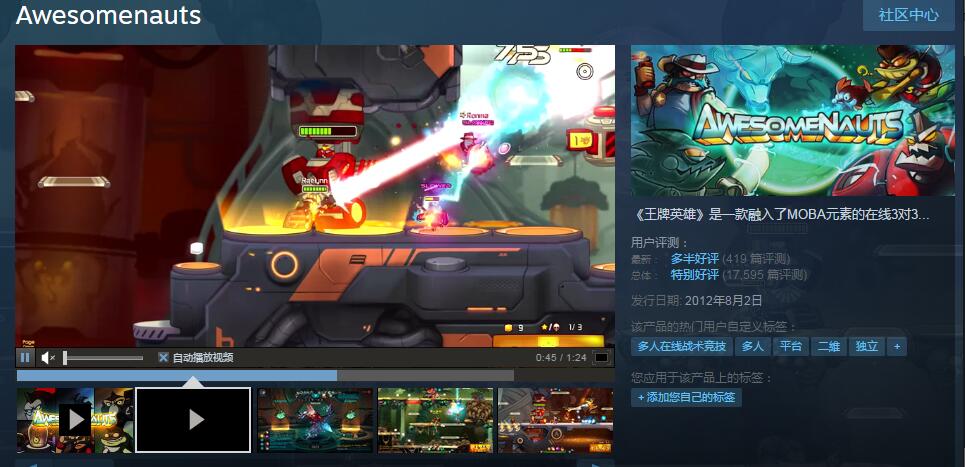 Awesomenauts
社区中心
Ronna
Raelynn
SLOWED
9
1/3
自动播放视频
0:45 / 1:24
AWESOMENAUTS
《王牌英雄》是一款融入了MOBA元素的在线3对3...
用户评测：
最新： 多半好评 (419 篇评测)
总体： 特别好评 (17,595 篇评测)
发行日期: 2012年8月2日
该产品的热门用户自定义标签：
多人在线战术竞技 多人 平台 二维 独立 +
您应用于该产品上的标签：
+ 添加您自己的标签